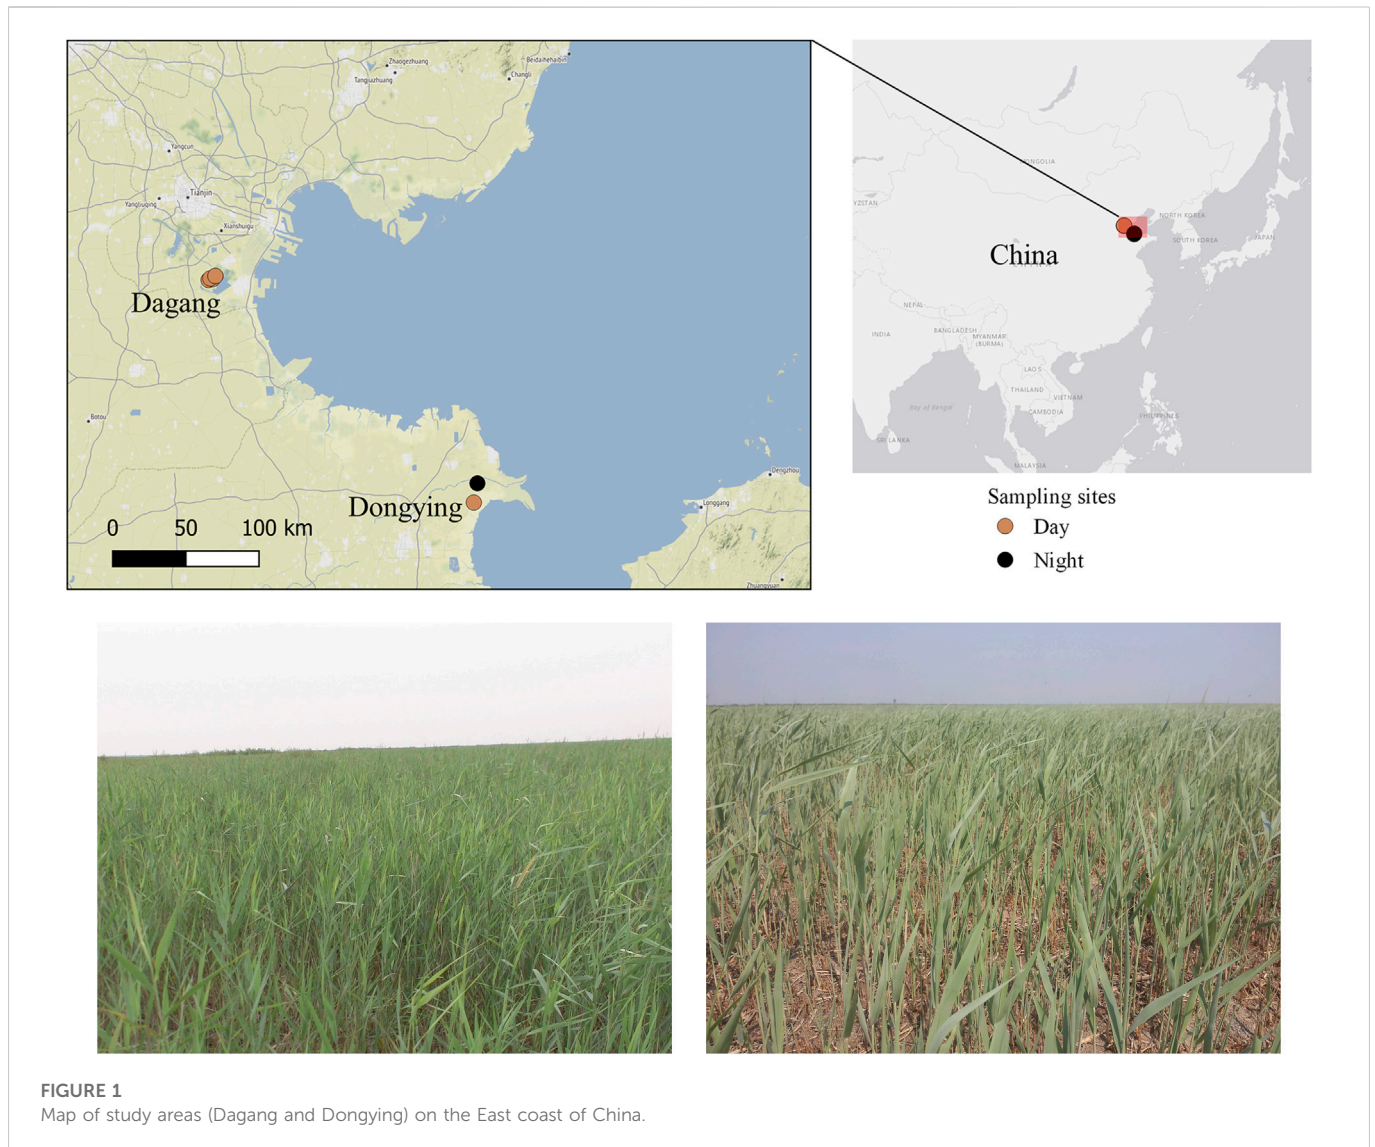 Zhaogezhuang
Beidaihehaibin
Tangjiazhuang
Changli
Yangcun
Tianjin
Yangliuqing
Xianshuigu
Dagang
Botou
Dongying
0 50 100 km
Longgang
Dengzhou
Zhuangyuan
MONGOLIA
YZSTAN
NORTH KOREA
SOUTH KOREA
JAPAN
China
NEPAL
INDIA
BANGLADESH
MYANMAR
(BURMA)
LAOS
THAILAND
VIETNAM
CAMBODIA
Bay of Bengal
PHILIPPINES
SRI LANKA
MALAYSIA
Sampling sites
Day
Night
FIGURE 1
Map of study areas (Dagang and Dongying) on the East coast of China.